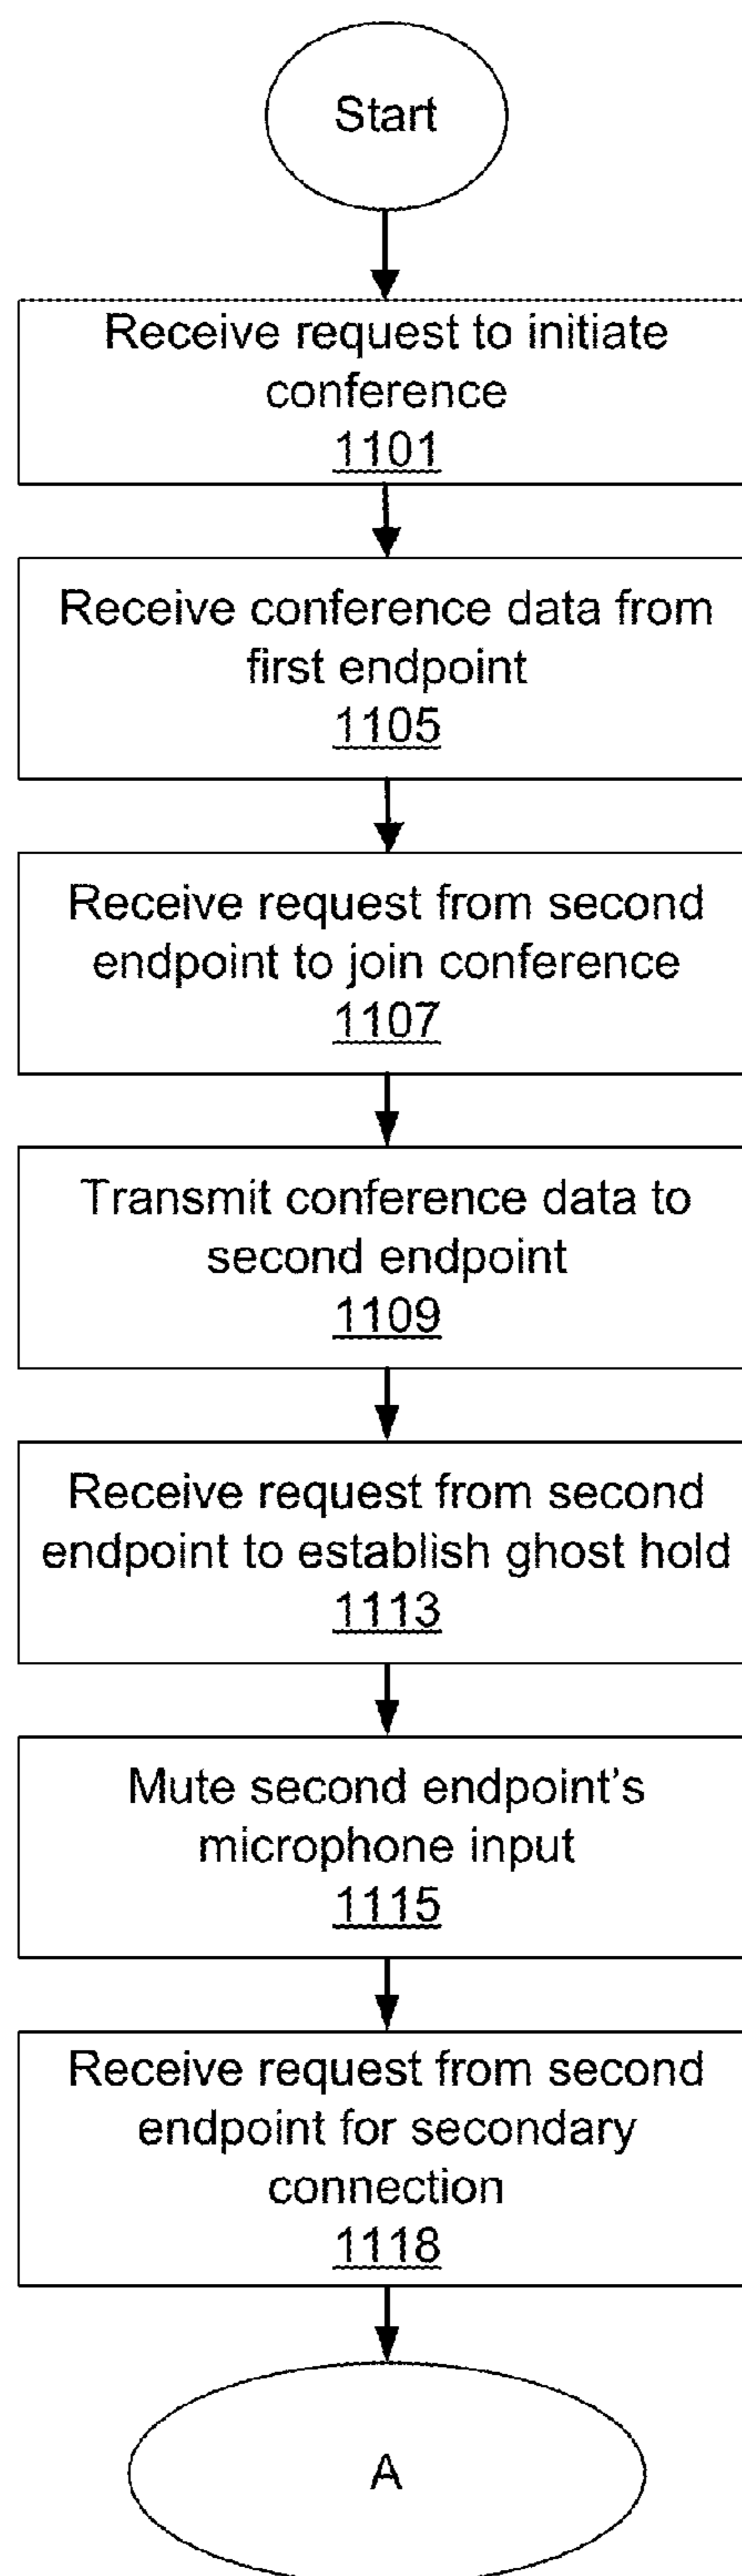 Start
Receive request to initiate
conference
1101
Receive conference data from
first endpoint
1105
Receive request from second
endpoint to join conference
1107
Transmit conference data to
second endpoint
1109
Receive request from second
endpoint to establish ghost hold
1113
Mute second endpoint's
microphone input
1115
Receive request from second
endpoint for secondary
connection
1118
A